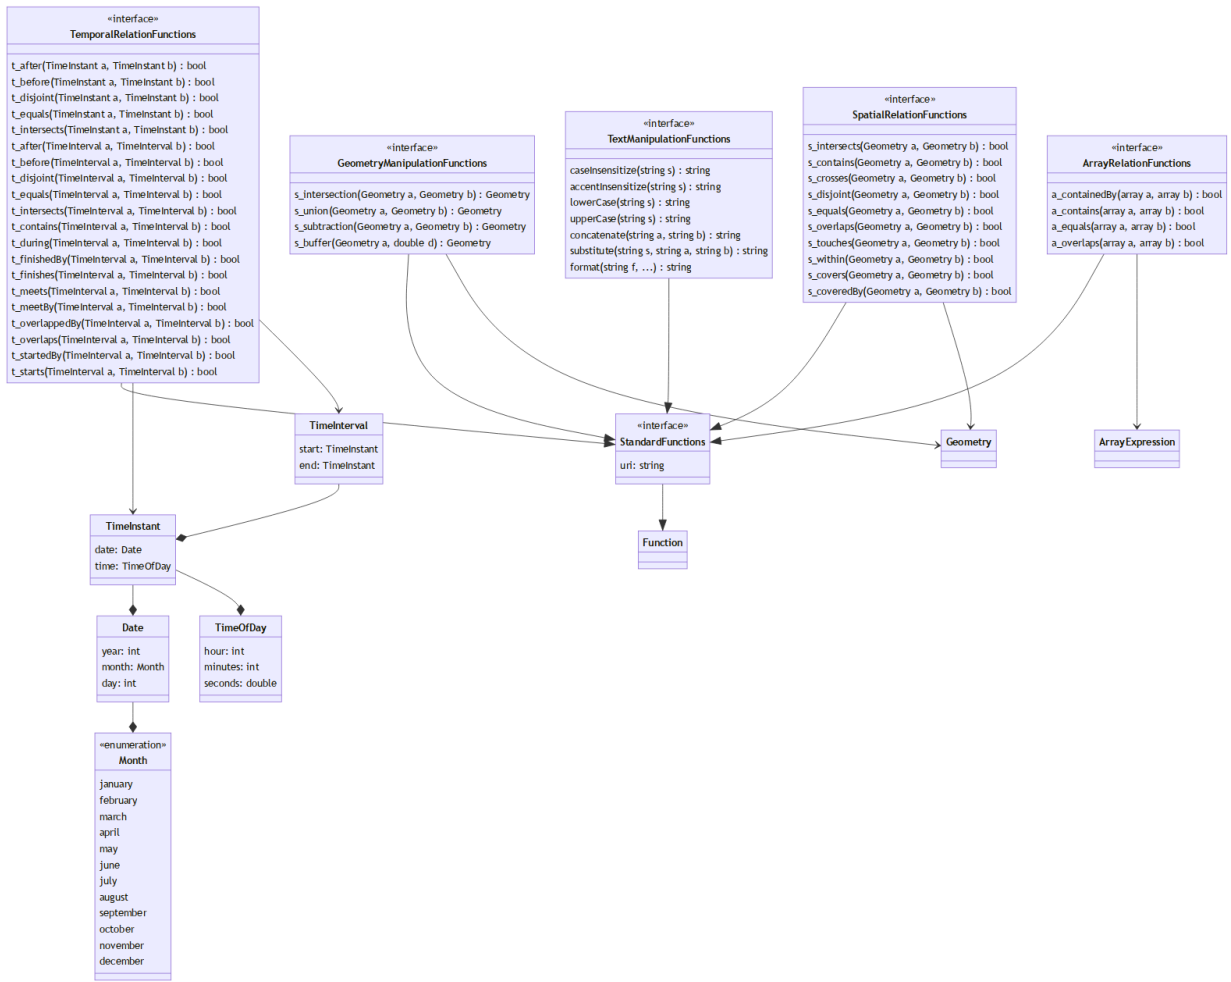 «interface»
TemporalRelationFunctions
t_after(TimeInstant a, TimeInstant b) : bool
t_before(TimeInstant a, TimeInstant b) : bool
t_disjoint(TimeInstant a, TimeInstant b) : bool
t_equals(TimeInstant a, TimeInstant b) : bool
t_intersects(TimeInstant a, TimeInstant b) : bool
t_after(TimeInterval a, TimeInterval b) : bool
t_before(TimeInterval a, TimeInterval b) : bool
t_disjoint(TimeInterval a, TimeInterval b) : bool
t_equals(TimeInterval a, TimeInterval b) : bool
t_intersects(TimeInterval a, TimeInterval b) : bool
t_contains(TimeInterval a, TimeInterval b) : bool
t_during(TimeInterval a, TimeInterval b) : bool
t_finishedBy(TimeInterval a, TimeInterval b) : bool
t_finishes(TimeInterval a, TimeInterval b) : bool
t_meets(TimeInterval a, TimeInterval b) : bool
t_meetBy(TimeInterval a, TimeInterval b) : bool
t_overlappedBy(TimeInterval a, TimeInterval b) : bool
t_overlaps(TimeInterval a, TimeInterval b) : bool
t_startedBy(TimeInterval a, TimeInterval b) : bool
t_starts(TimeInterval a, TimeInterval b) : bool
«interface»
GeometryManipulationFunctions
s_intersection(Geometry a, Geometry b) : Geometry
s_union(Geometry a, Geometry b) : Geometry
s_subtraction(Geometry a, Geometry b) : Geometry
s_buffer(Geometry a, double d) : Geometry
«interface»
TextManipulationFunctions
caseInsensitize(string s) : string
accentInsensitize(string s) : string
lowerCase(string s) : string
upperCase(string s) : string
concatenate(string a, string b) : string
substitute(string s, string a, string b) : string
format(string f, ...) : string
«interface»
SpatialRelationFunctions
s_intersects(Geometry a, Geometry b) : bool
s_contains(Geometry a, Geometry b) : bool
s_crosses(Geometry a, Geometry b) : bool
s_disjoint(Geometry a, Geometry b) : bool
s_equals(Geometry a, Geometry b) : bool
s_overlaps(Geometry a, Geometry b) : bool
s_touches(Geometry a, Geometry b) : bool
s_within(Geometry a, Geometry b) : bool
s_covers(Geometry a, Geometry b) : bool
s_coveredBy(Geometry a, Geometry b) : bool
«interface»
ArrayRelationFunctions
a_containedBy(array a, array b) : bool
a_contains(array a, array b) : bool
a_equals(array a, array b) : bool
a_overlaps(array a, array b) : bool
TimeInterval
start: TimeInstant
end: TimeInstant
«interface»
StandardFunctions
uri: string
Geometry
ArrayExpression
TimeInstant
date: Date
time: TimeOfDay
Function
Date
year: int
month: Month
day: int
TimeOfDay
hour: int
minutes: int
seconds: double
«enumeration»
Month
january
february
march
april
may
june
july
august
september
october
november
december